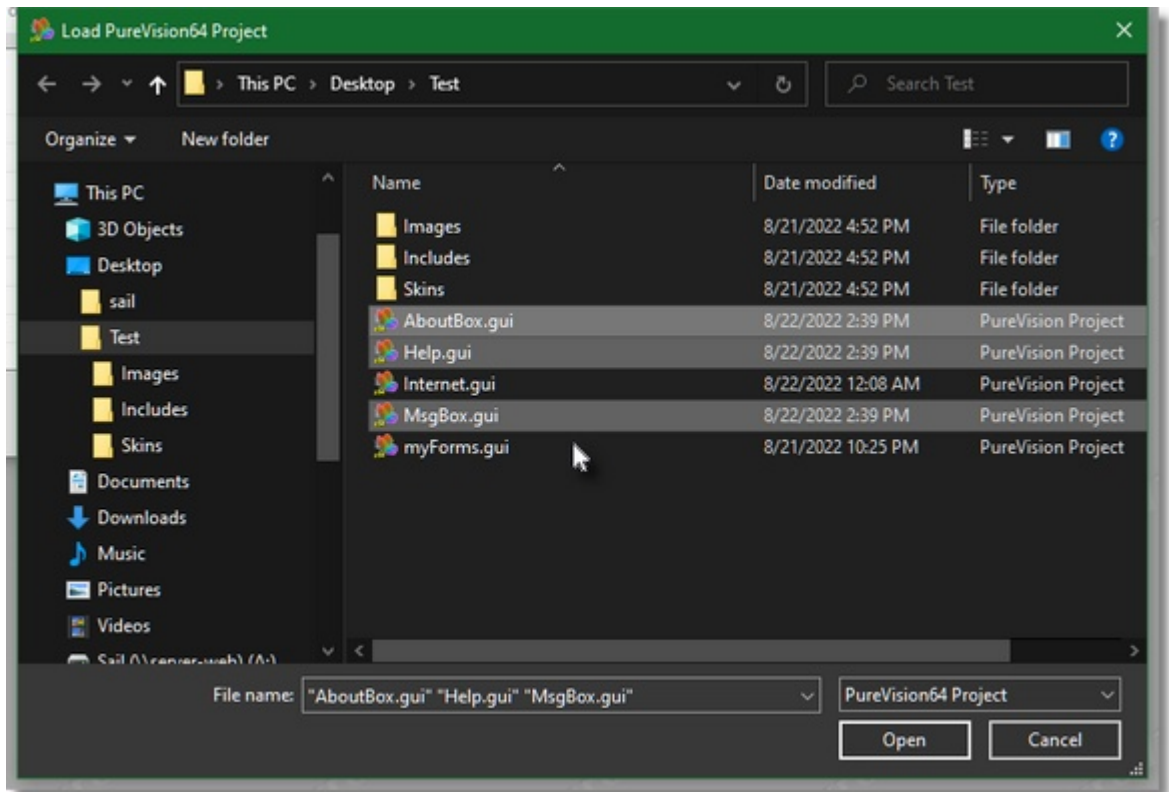 Load PureVision64 Project
This PC > Desktop > Test
Search Test
Organize
New folder
Name
Date modified
Type
This PC
3D Objects
Desktop
sail
Test
Images
Includes
Skins
Documents
Downloads
Music
Pictures
Videos
Images 8/21/2022 4:52 PM File folder
Includes 8/21/2022 4:52 PM File folder
Skins 8/21/2022 4:52 PM File folder
AboutBox.gui 8/22/2022 2:39 PM PureVision Project
Help.gui 8/22/2022 2:39 PM PureVision Project
Internet.gui 8/22/2022 12:08 AM PureVision Project
MsgBox.gui 8/22/2022 2:39 PM PureVision Project
myForms.gui 8/21/2022 10:25 PM PureVision Project
File name: "AboutBox.gui" "Help.gui" "MsgBox.gui"
PureVision64 Project
Open
Cancel